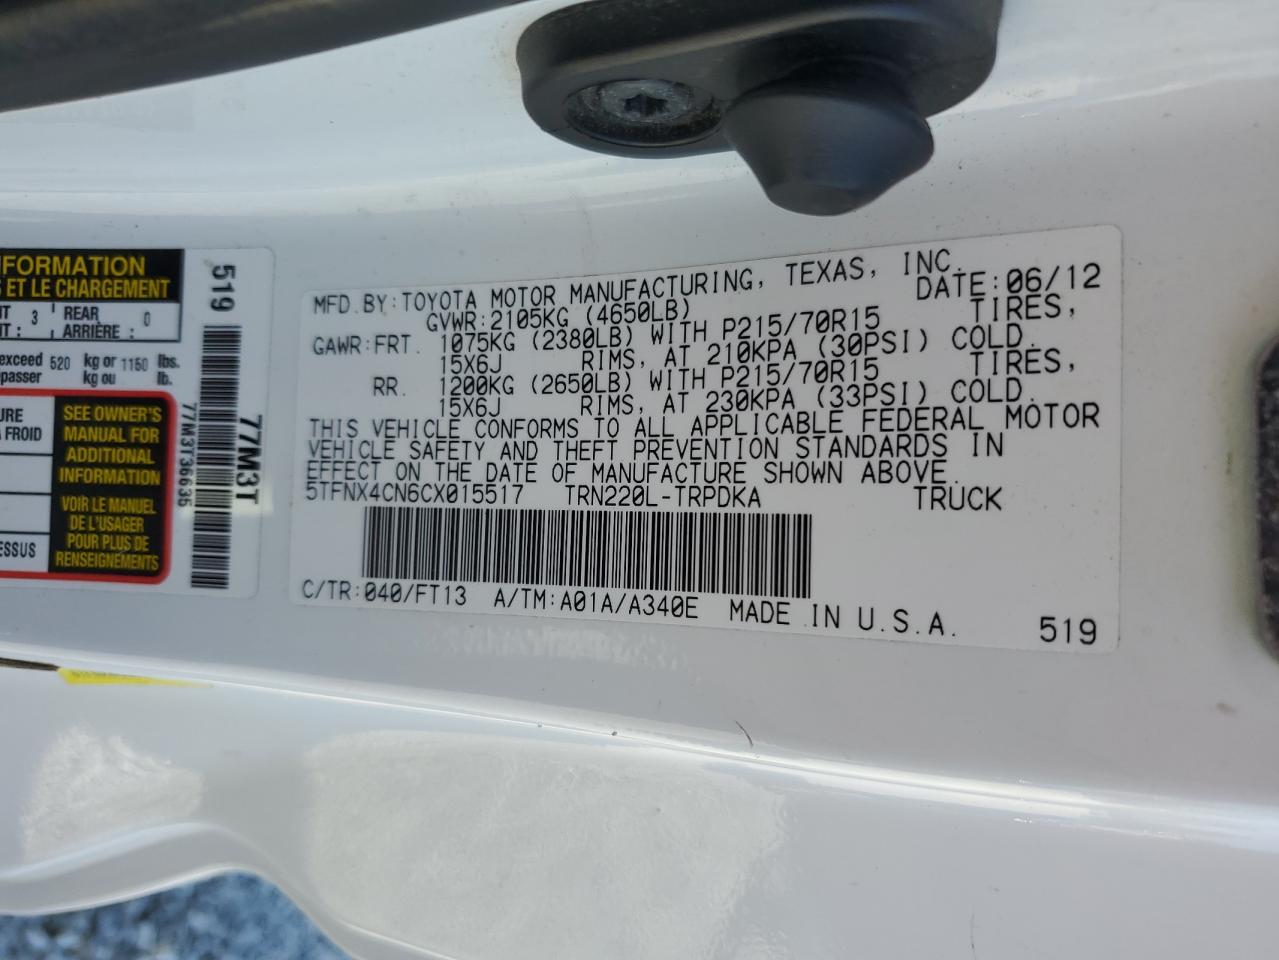 MFD.BY:TOYOTA MOTOR MANUFACTURING, TEXAS, INC.
GVWR:2105KG (4650LB) DATE:06/12
GAWR:FRT. 1075KG (2380LB) WITH P215/70R15 TIRES,
15X6J RIMS, AT 210KPA (30PSI) COLD.
RR. 1200KG (2650LB) WITH P215/70R15 TIRES,
15X6J RIMS, AT 230KPA (33PSI) COLD.
THIS VEHICLE CONFORMS TO ALL APPLICABLE FEDERAL MOTOR
VEHICLE SAFETY AND THEFT PREVENTION STANDARDS IN
EFFECT ON THE DATE OF MANUFACTURE SHOWN ABOVE.
5TFNX4CN6CX015517 TRN220L-TRPDKA TRUCK
C/TR:040/FT13 A/TM:A01A/A340E MADE IN U.S.A.
519
NFORMATION
S ET LE CHARGEMENT
NT : 3 REAR 0
ARRIÈRE :
exceed 520 kg or 1150 lbs.
passer kg ou lb.
URE
A FROID
ESSUS
SEE OWNER'S
MANUAL FOR
ADDITIONAL
INFORMATION
VOIR LE MANUEL
DE L'USAGER
POUR PLUS DE
RENSEIGNEMENTS
519
77M3T
77M3T36635